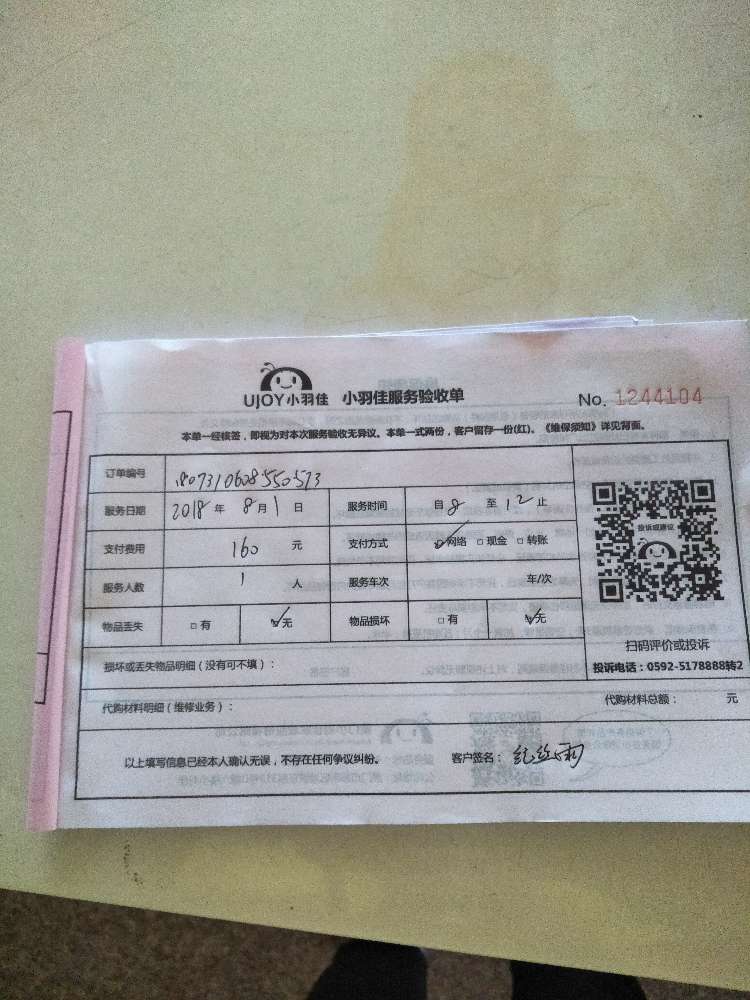 UJOY小羽佳 小羽佳服务验收单 No. 1244104
本单一经核签，即视为对本次服务验收无异议。本单一式两份，客户留存一份(红)。《维保须知》详见背面。
订单编号 1807310608550573
服务日期 2018 年 8 月 1 日 服务时间 自 8 至 12 止
支付费用 160 元 支付方式 ☑网络 □现金 □转账
服务人数 1 人 服务车次 车/次
物品丢失 □有 ☑无 物品损坏 □有 ☑无
投诉或建议
扫码评价或投诉
投诉电话：0592-5178888转2
损坏或丢失物品明细（没有可不填）：
代购材料明细（维修业务）： 代购材料总额： 元
以上填写信息已经本人确认无误，不存在任何争议纠纷。 客户签名：